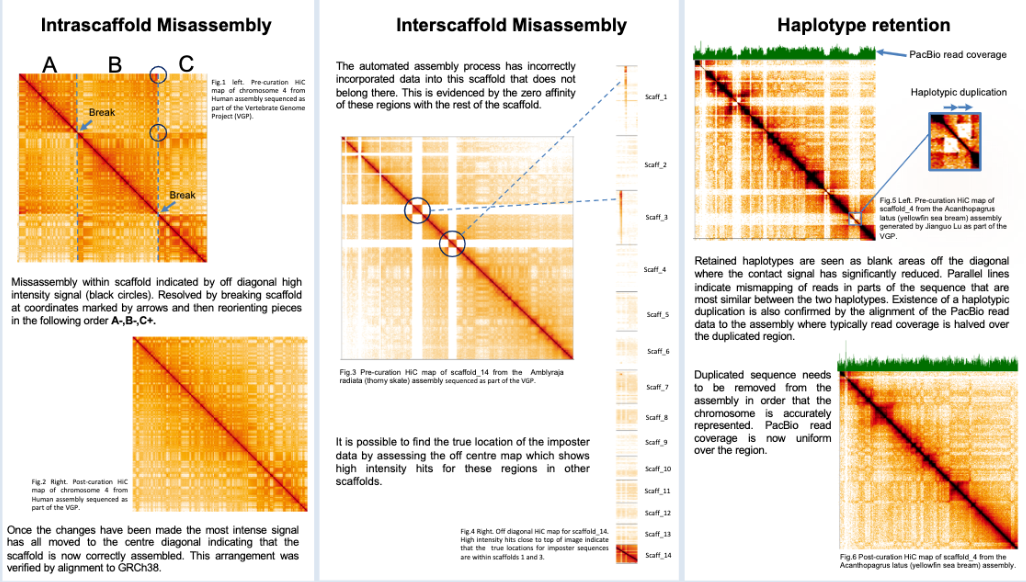 Intrascaffold Misassembly
A
B
C
Fig.1 left. Pre-curation HiC
map of chromosome 4 from
Human assembly sequenced as
part of the Vertebrate Genome
Project (VGP).
Break
Break
Missassembly within scaffold indicated by off diagonal high
intensity signal (black circles). Resolved by breaking scaffold
at coordinates marked by arrows and then reorienting pieces
in the following order A-,B-,C+.
Fig.2 Right. Post-curation HiC
map of chromosome 4 from
Human assembly sequenced as
part of the VGP.
Once the changes have been made the most intense signal
has all moved to the centre diagonal indicating that the
scaffold is now correctly assembled. This arrangement was
verified by alignment to GRCh38.
Interscaffold Misassembly
The automated assembly process has incorrectly
incorporated data into this scaffold that does not
belong there. This is evidenced by the zero affinity
of these regions with the rest of the scaffold.
Fig.3 Pre-curation HiC map of scaffold_14 from the Amblyraja
radiata (thorny skate) assembly sequenced as part of the VGP.
It is possible to find the true location of the imposter
data by assessing the off centre map which shows
high intensity hits for these regions in other
scaffolds.
Fig.4 Right. Off diagonal HiC map for scaffold_14.
High intensity hits close to top of image indicate
that the true locations for imposter sequences
are within scaffolds 1 and 3.
Scaff_1
Scaff_2
Scaff_3
Scaff_4
Scaff_5
Scaff_6
Scaff_7
Scaff_8
Scaff_9
Scaff_10
Scaff_11
Scaff_12
Scaff_13
Scaff_14
Haplotype retention
PacBio read coverage
Haplotypic duplication
Fig.5 Left. Pre-curation HiC map of
scaffold_4 from the Acanthopagrus
latus (yellowfin sea bream) assembly
generated by Jianguo Lu as part of the
VGP.
Retained haplotypes are seen as blank areas off the diagonal
where the contact signal has significantly reduced. Parallel lines
indicate mismapping of reads in parts of the sequence that are
most similar between the two haplotypes. Existence of a haplotypic
duplication is also confirmed by the alignment of the PacBio read
data to the assembly where typically read coverage is halved over
the duplicated region.
Duplicated sequence needs
to be removed from the
assembly in order that the
chromosome is accurately
represented. PacBio read
coverage is now uniform
over the region.
Fig.6 Post-curation HiC map of scaffold_4 from the
Acanthopagrus latus (yellowfin sea bream) assembly.